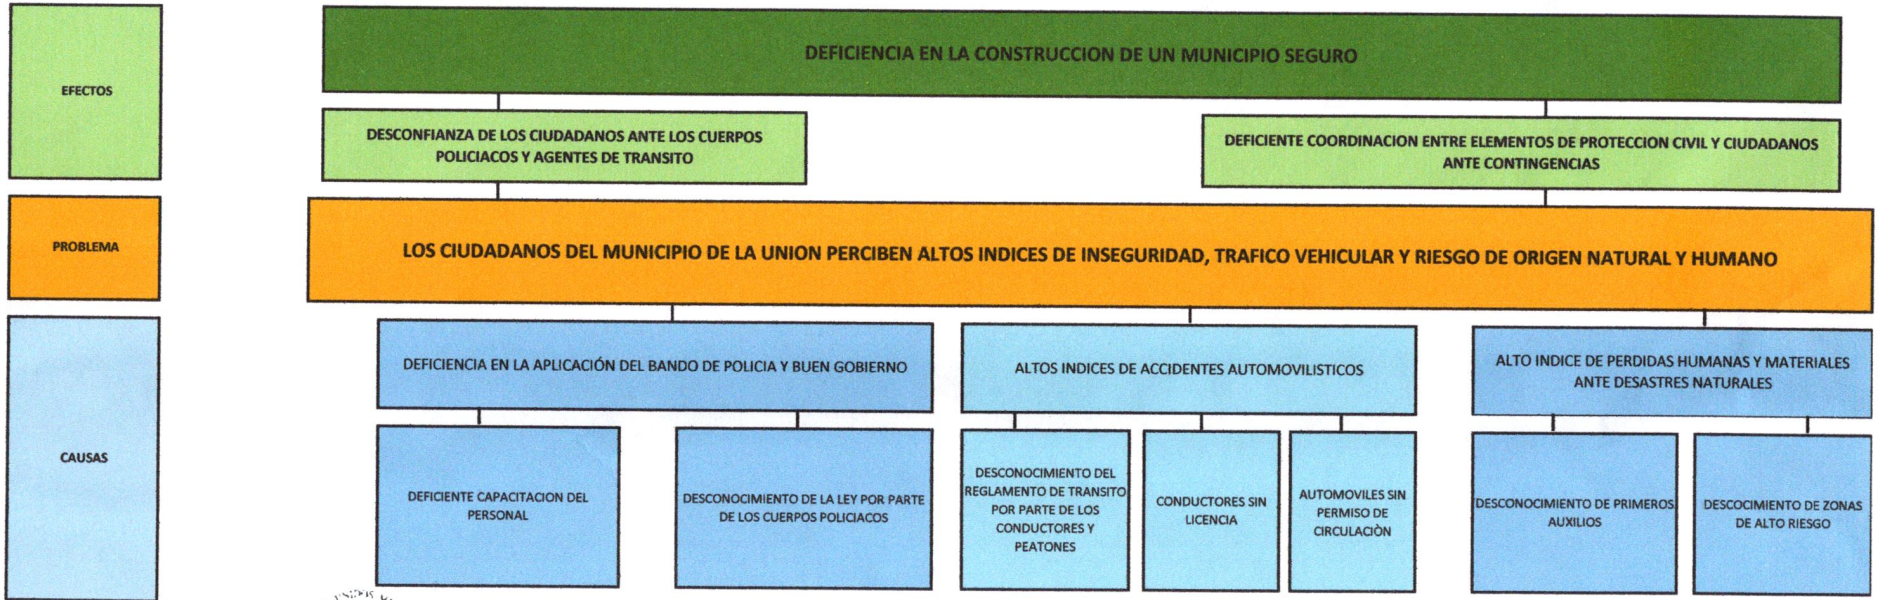 EFECTOS
DEFICIENCIA EN LA CONSTRUCCION DE UN MUNICIPIO SEGURO
DESCONFIANZA DE LOS CIUDADANOS ANTE LOS CUERPOS
POLICIACOS Y AGENTES DE TRANSITO
DEFICIENTE COORDINACION ENTRE ELEMENTOS DE PROTECCION CIVIL Y CIUDADANOS
ANTE CONTINGENCIAS
PROBLEMA
LOS CIUDADANOS DEL MUNICIPIO DE LA UNION PERCIBEN ALTOS INDICES DE INSEGURIDAD, TRAFICO VEHICULAR Y RIESGO DE ORIGEN NATURAL Y HUMANO
CAUSAS
DEFICIENCIA EN LA APLICACIÓN DEL BANDO DE POLICIA Y BUEN GOBIERNO
ALTOS INDICES DE ACCIDENTES AUTOMOVILISTICOS
ALTO INDICE DE PERDIDAS HUMANAS Y MATERIALES
ANTE DESASTRES NATURALES
DEFICIENTE CAPACITACION DEL
PERSONAL
DESCONOCIMIENTO DE LA LEY POR PARTE
DE LOS CUERPOS POLICIACOS
DESCONOCIMIENTO DEL
REGLAMENTO DE TRANSITO
POR PARTE DE LOS
CONDUCTORES Y
PEATONES
CONDUCTORES SIN
LICENCIA
AUTOMOVILES SIN
PERMISO DE
CIRCULACIÒN
DESCONOCIMIENTO DE PRIMEROS
AUXILIOS
DESCOCIMIENTO DE ZONAS
DE ALTO RIESGO